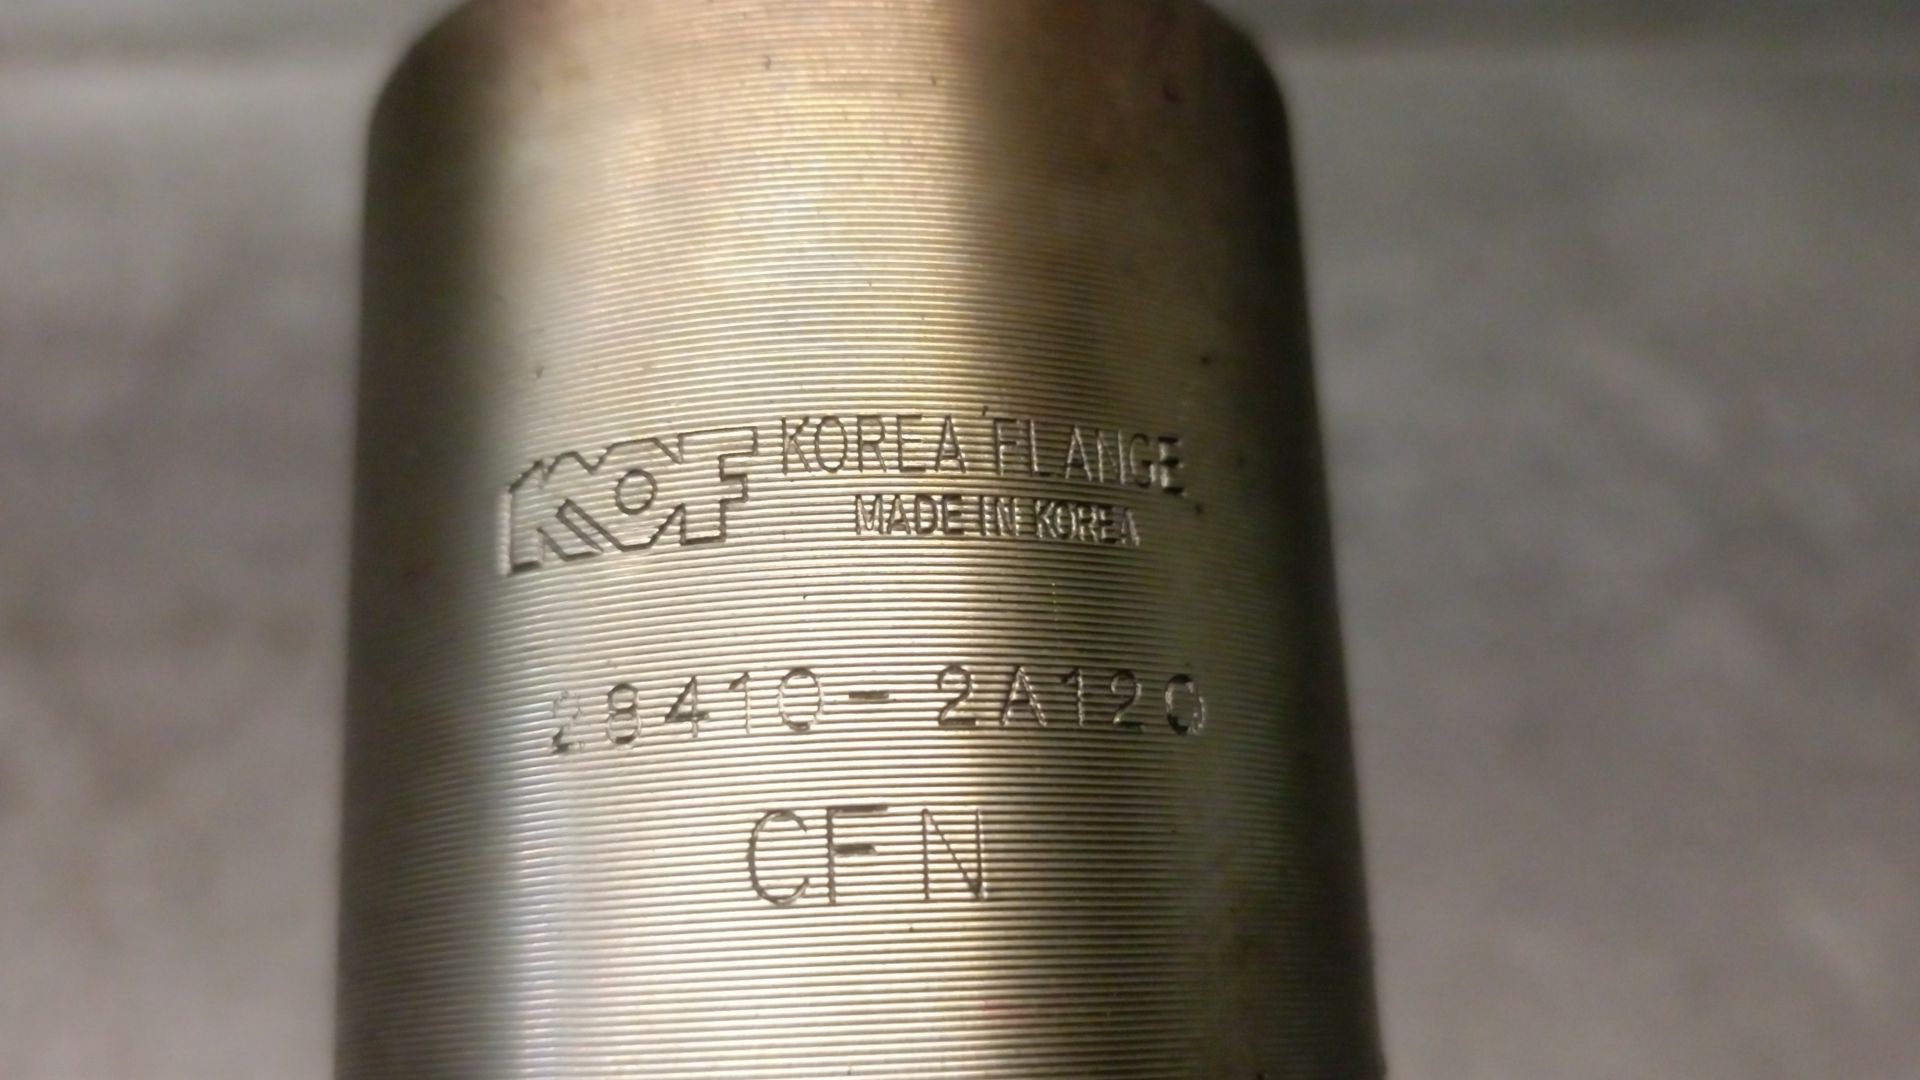 KOF KOREA FLANGE
MADE IN KOREA
28410-2A120
CFN